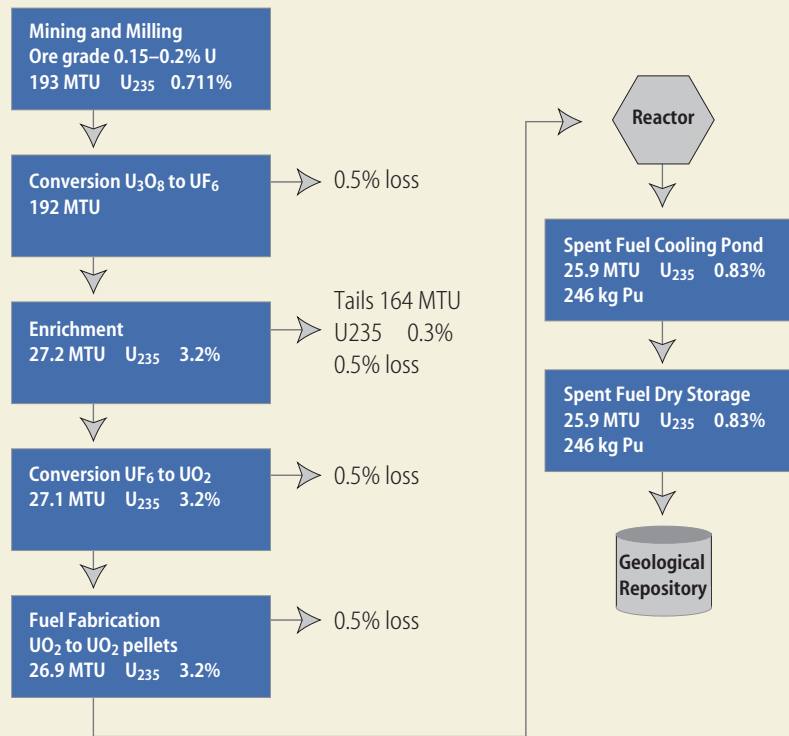 Mining and Milling
Ore grade 0.15–0.2% U
193 MTU U₂₃₅ 0.711%
Conversion U₃O₈ to UF₆
192 MTU
0.5% loss
Enrichment
27.2 MTU U₂₃₅ 3.2%
Tails 164 MTU
U235 0.3%
0.5% loss
Conversion UF₆ to UO₂
27.1 MTU U₂₃₅ 3.2%
0.5% loss
Fuel Fabrication
UO₂ to UO₂ pellets
26.9 MTU U₂₃₅ 3.2%
0.5% loss
Reactor
Spent Fuel Cooling Pond
25.9 MTU U₂₃₅ 0.83%
246 kg Pu
Spent Fuel Dry Storage
25.9 MTU U₂₃₅ 0.83%
246 kg Pu
Geological
Repository